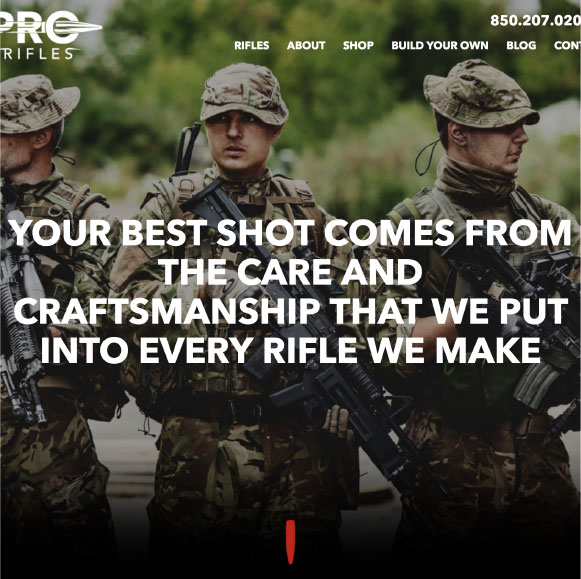 PRO
RIFLES
850.207.020
RIFLES ABOUT SHOP BUILD YOUR OWN BLOG CONT
YOUR BEST SHOT COMES FROM
THE CARE AND
CRAFTSMANSHIP THAT WE PUT
INTO EVERY RIFLE WE MAKE